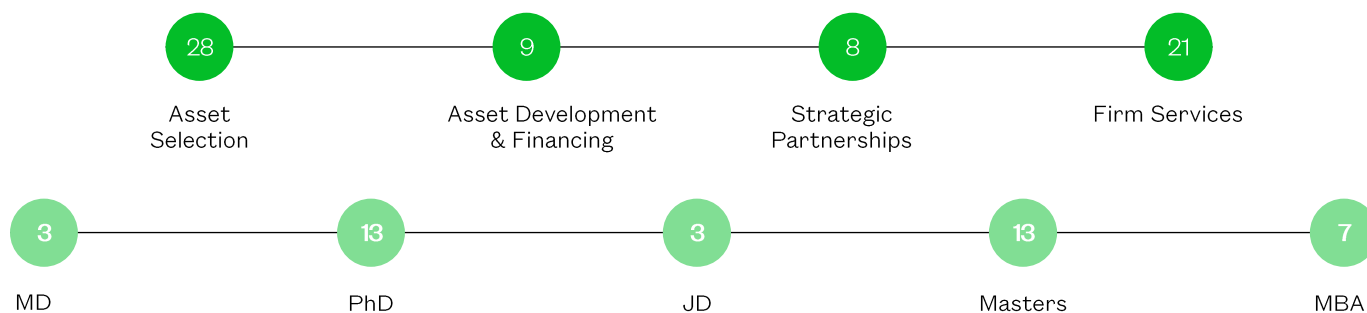 28 9 8 21
Asset Asset Development Strategic Firm Services
Selection & Financing Partnerships
3 13 3 13 7
MD PhD JD Masters MBA